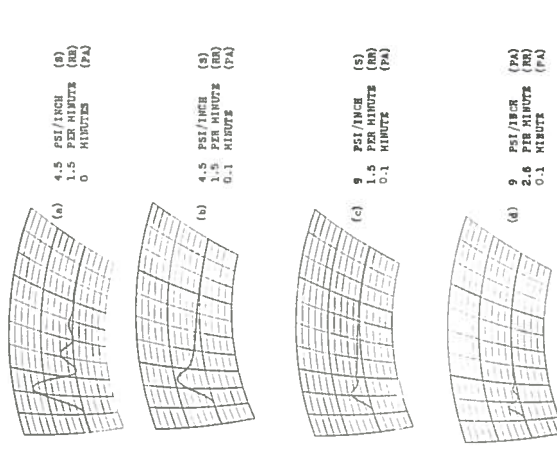 (a) 4.5 PSI/INCH (S)
1.5 PER MINUTE (RR)
0 MINUTES (PA)
(b) 4.5 PSI/INCH (S)
1.5 PER MINUTE (RR)
0.1 MINUTE (PA)
(c) 9 PSI/INCH (S)
1.5 PER MINUTE (RR)
0.1 MINUTE (PA)
(d) 9 PSI/INCH (PA)
2.6 PER MINUTE (RR)
0.1 MINUTE (PA)